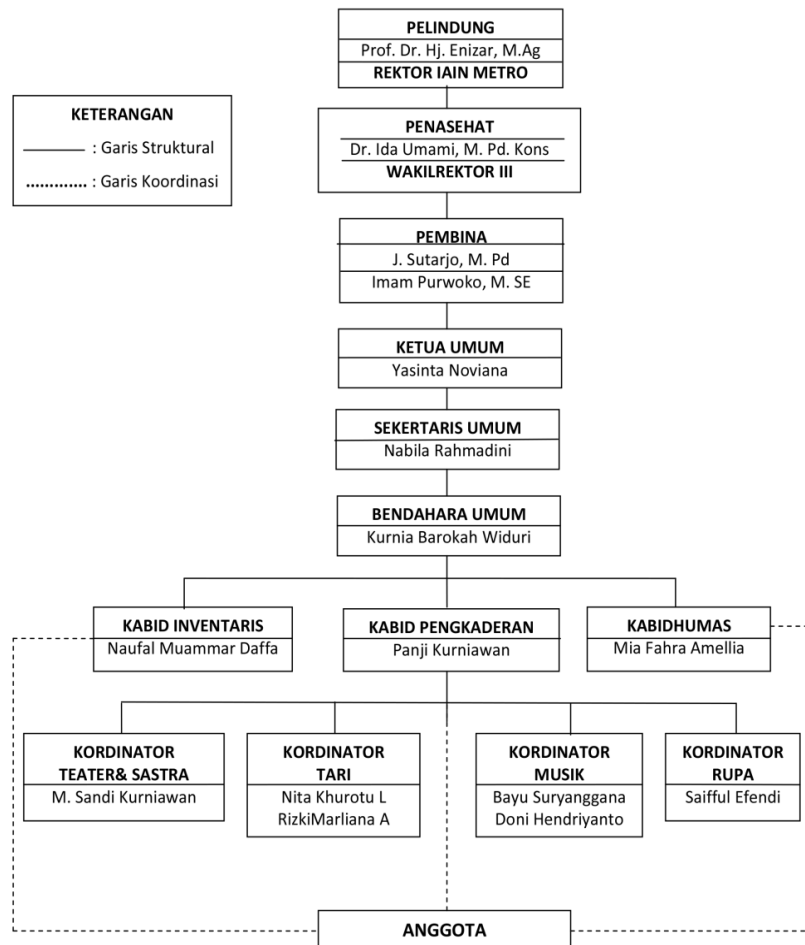 PELINDUNG
Prof. Dr. Hj. Enizar, M.Ag
REKTOR IAIN METRO
KETERANGAN
: Garis Struktural
: Garis Koordinasi
PENASEHAT
Dr. Ida Umami, M. Pd. Kons
WAKILREKTOR III
PEMBINA
J. Sutarjo, M. Pd
Imam Purwoko, M. SE
KETUA UMUM
Yasinta Noviana
SEKERTARIS UMUM
Nabila Rahmadini
BENDAHARA UMUM
Kurnia Barokah Widuri
KABID INVENTARIS
Naufal Muammar Daffa
KABID PENGKADERAN
Panji Kurniawan
KABIDHUMAS
Mia Fahra Amellia
KORDINATOR
TEATER& SASTRA
M. Sandi Kurniawan
KORDINATOR
TARI
Nita Khurotu L
RizkiMarliana A
KORDINATOR
MUSIK
Bayu Suryanggana
Doni Hendriyanto
KORDINATOR
RUPA
Saifful Efendi
ANGGOTA